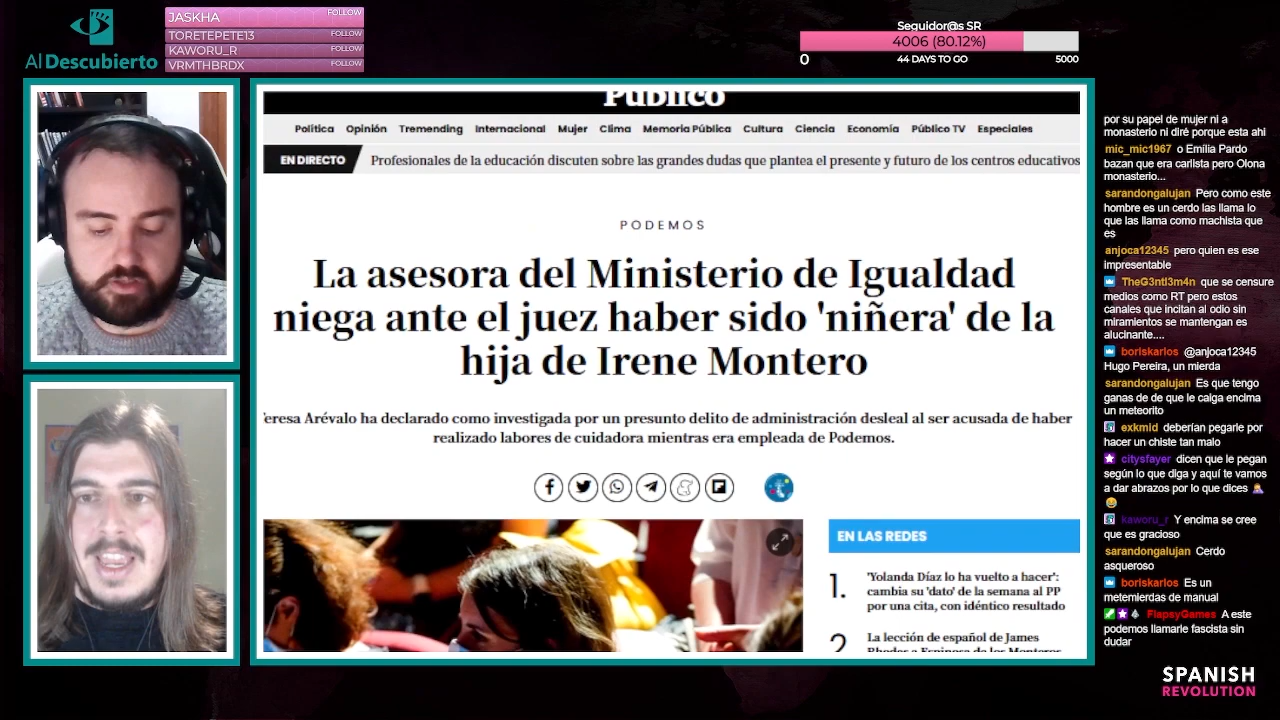 Al Descubierto
JASKHA FOLLOW
TORETEPETE13 FOLLOW
KAWORU_R FOLLOW
VRMTHBRDX FOLLOW
Seguidor@s SR
4006 (80.12%)
0 44 DAYS TO GO 5000
Público
Política Opinión Tremending Internacional Mujer Clima Memoria Pública Cultura Ciencia Economía Público TV Especiales
EN DIRECTO Profesionales de la educación discuten sobre las grandes dudas que plantea el presente y futuro de los centros educativos
PODEMOS
La asesora del Ministerio de Igualdad
niega ante el juez haber sido 'niñera' de la
hija de Irene Montero
eresa Arévalo ha declarado como investigada por un presunto delito de administración desleal al ser acusada de haber
realizado labores de cuidadora mientras era empleada de Podemos.
EN LAS REDES
1. 'Yolanda Díaz lo ha vuelto a hacer':
cambia su 'dato' de la semana al PP
por una cita, con idéntico resultado
2 La lección de español de James
Rhodes a Espinosa de los Monteros
por su papel de mujer ni a
monasterio ni diré porque esta ahi
mic_mic1967 o Emília Pardo
bazan que era carlista pero Olona
monasterio...
sarandongalujan Pero como este
hombre es un cerdo las llama lo
que las llama como machista que
es
anjoca12345 pero quien es ese
impresentable
TheG3ntl3m4n que se censure
medios como RT pero estos
canales que incitan al odio sin
miramientos se mantengan es
alucinante....
boriskarlos @anjoca12345
Hugo Pereira, un mierda
sarandongalujan Es que tengo
ganas de de que le calga encima
un meteorito
exkmid deberían pegarle por
hacer un chiste tan malo
citysfayer dicen que le pegan
según lo que diga y aquí te vamos
a dar abrazos por lo que dices
kaworu_r Y encima se cree
que es gracioso
sarandongalujan Cerdo
asqueroso
boriskarlos Es un
metemierdas de manual
FlapsyGames A este
podemos llamarle fascista sin
dudar
SPANISH
REVOLUTION